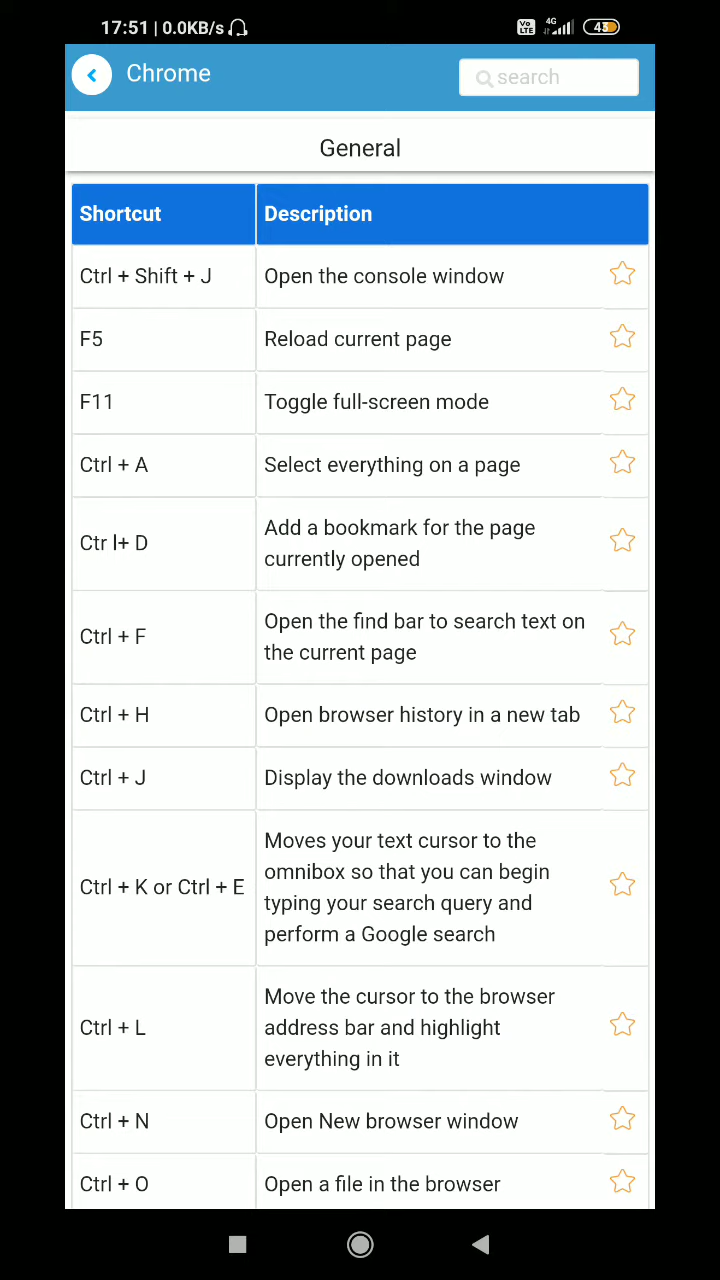 17:51 | 0.0KB/s
Vo LTE 4G 43
Chrome
search
General
Shortcut Description
Ctrl + Shift + J Open the console window
F5 Reload current page
F11 Toggle full-screen mode
Ctrl + A Select everything on a page
Ctr l+ D Add a bookmark for the page
currently opened
Ctrl + F Open the find bar to search text on
the current page
Ctrl + H Open browser history in a new tab
Ctrl + J Display the downloads window
Ctrl + K or Ctrl + E Moves your text cursor to the
omnibox so that you can begin
typing your search query and
perform a Google search
Ctrl + L Move the cursor to the browser
address bar and highlight
everything in it
Ctrl + N Open New browser window
Ctrl + O Open a file in the browser